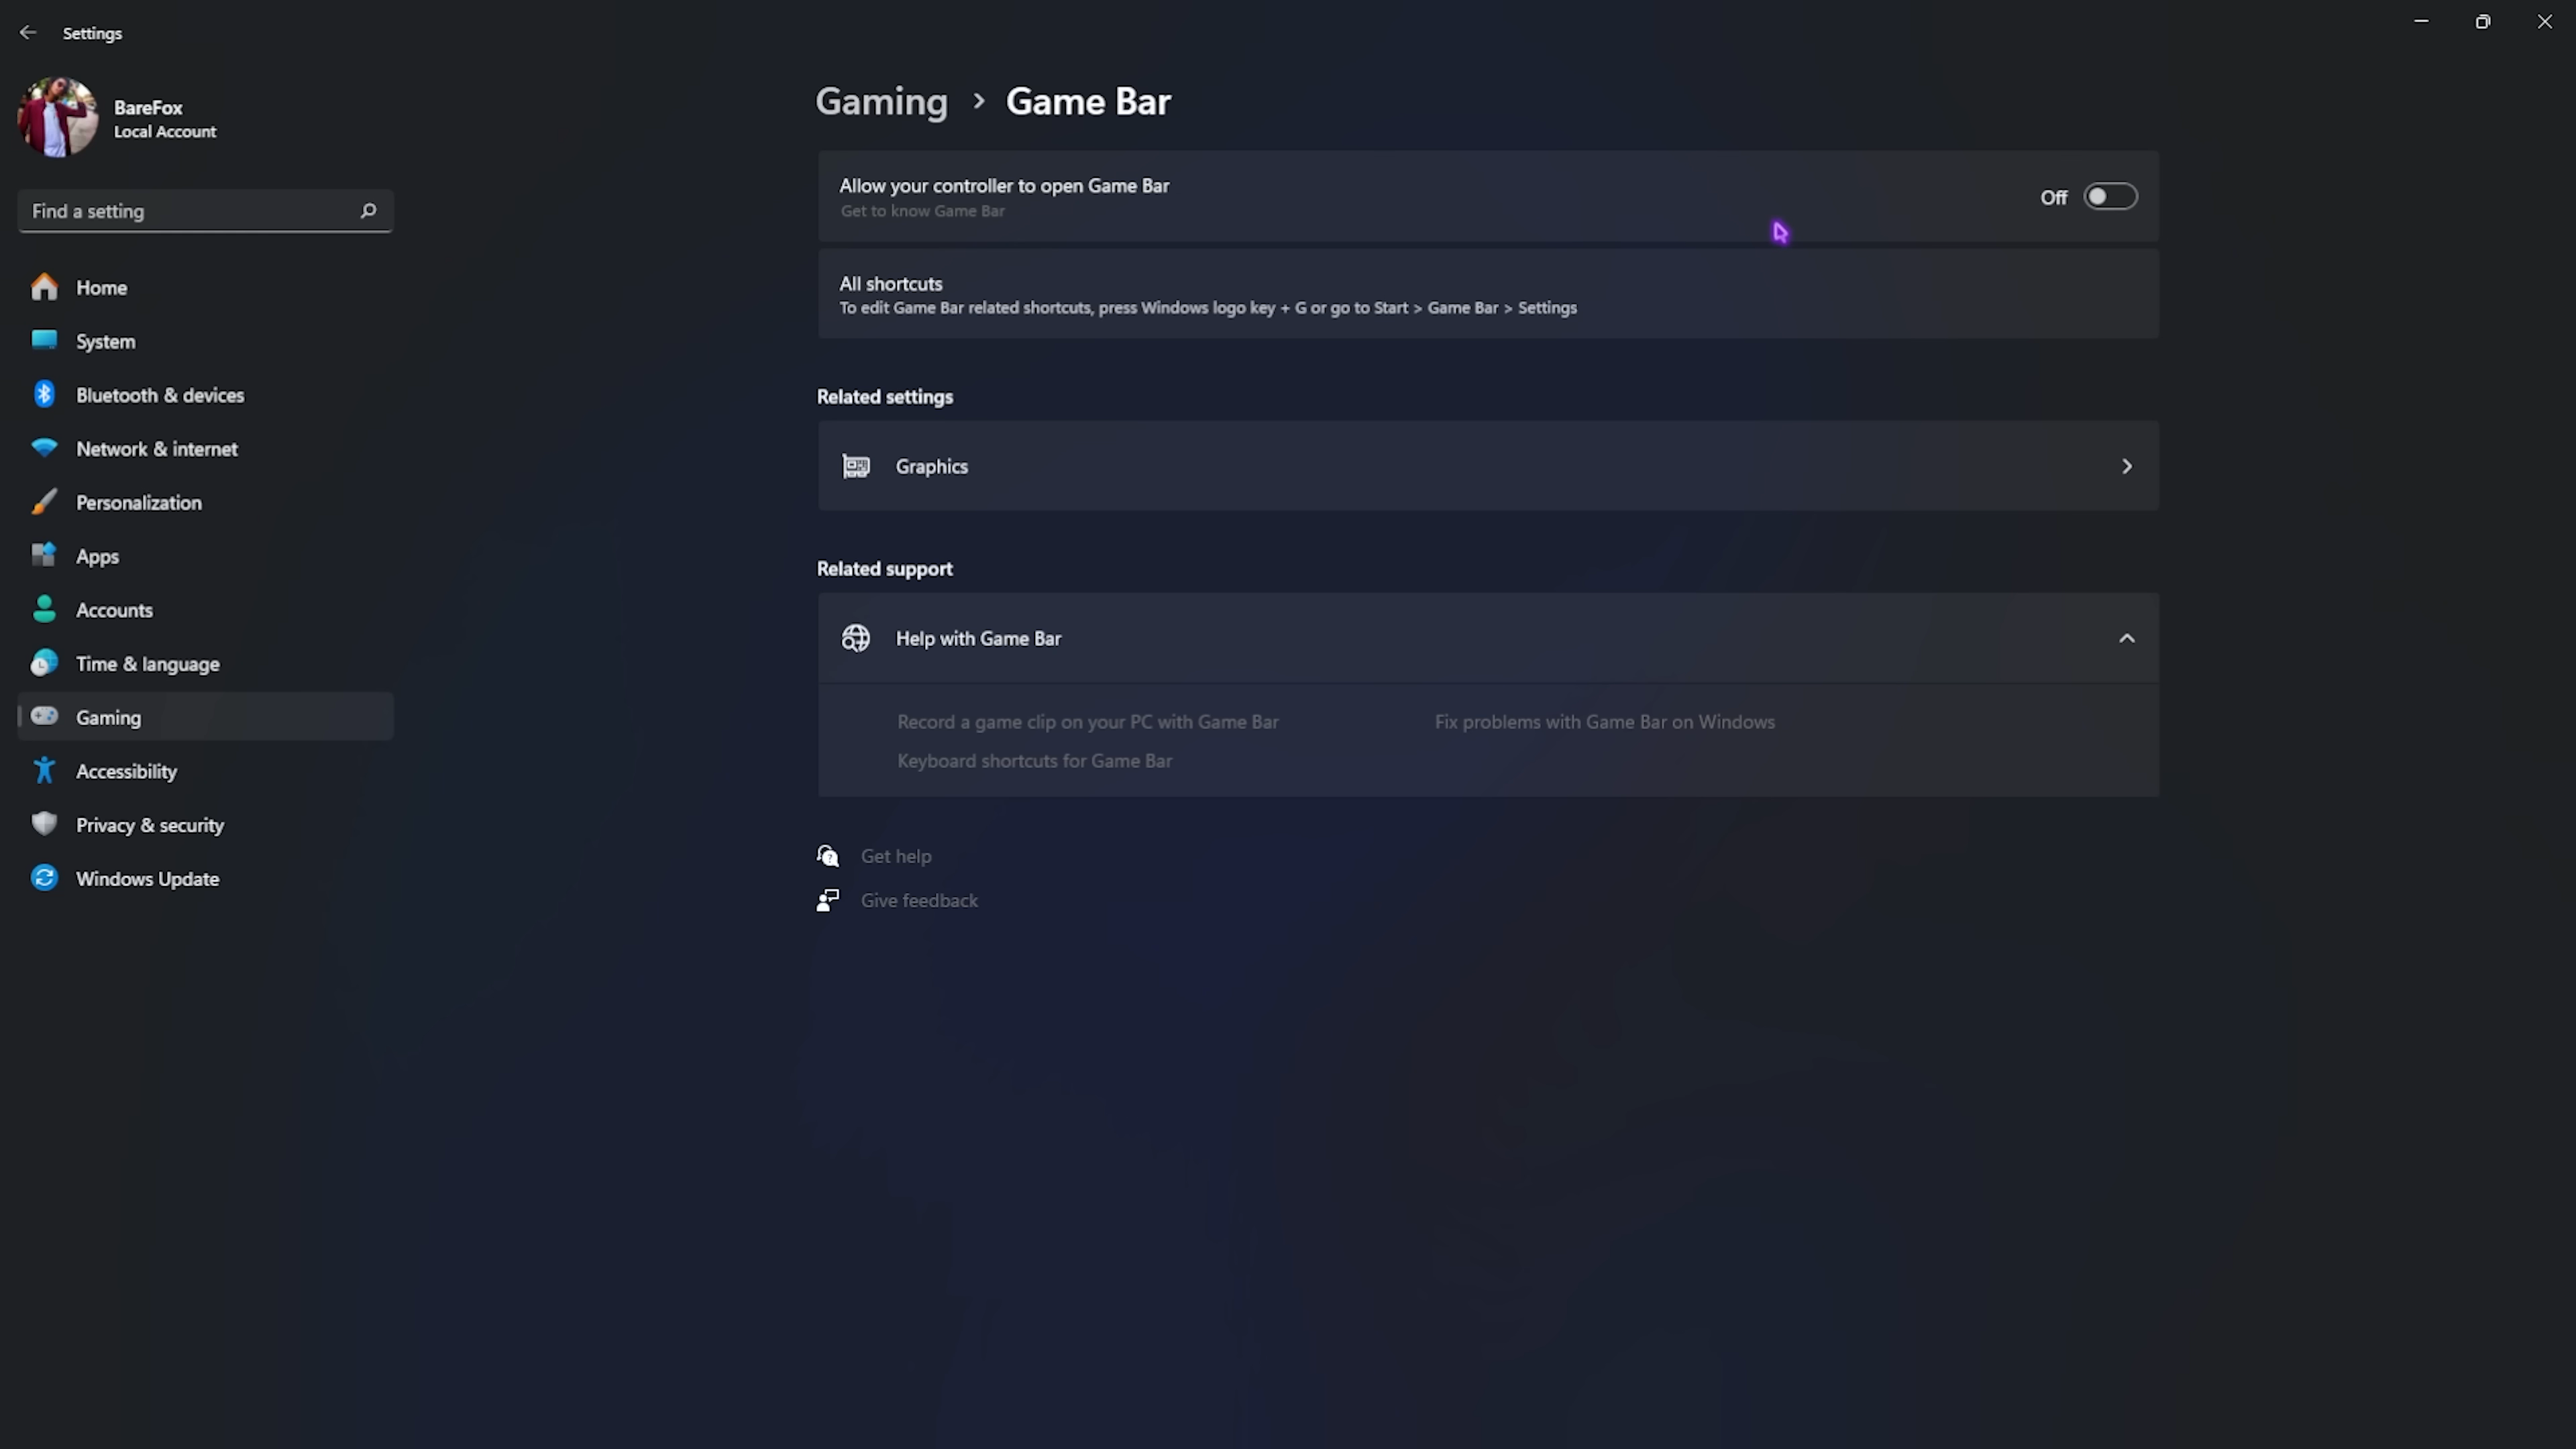 Settings
BareFox
Local Account
Find a setting
Home
System
Bluetooth & devices
Network & internet
Personalization
Apps
Accounts
Time & language
Gaming
Accessibility
Privacy & security
Windows Update
Gaming > Game Bar
Allow your controller to open Game Bar
Get to know Game Bar
Off
All shortcuts
To edit Game Bar related shortcuts, press Windows logo key + G or go to Start > Game Bar > Settings
Related settings
Graphics
Related support
Help with Game Bar
Record a game clip on your PC with Game Bar
Fix problems with Game Bar on Windows
Keyboard shortcuts for Game Bar
Get help
Give feedback